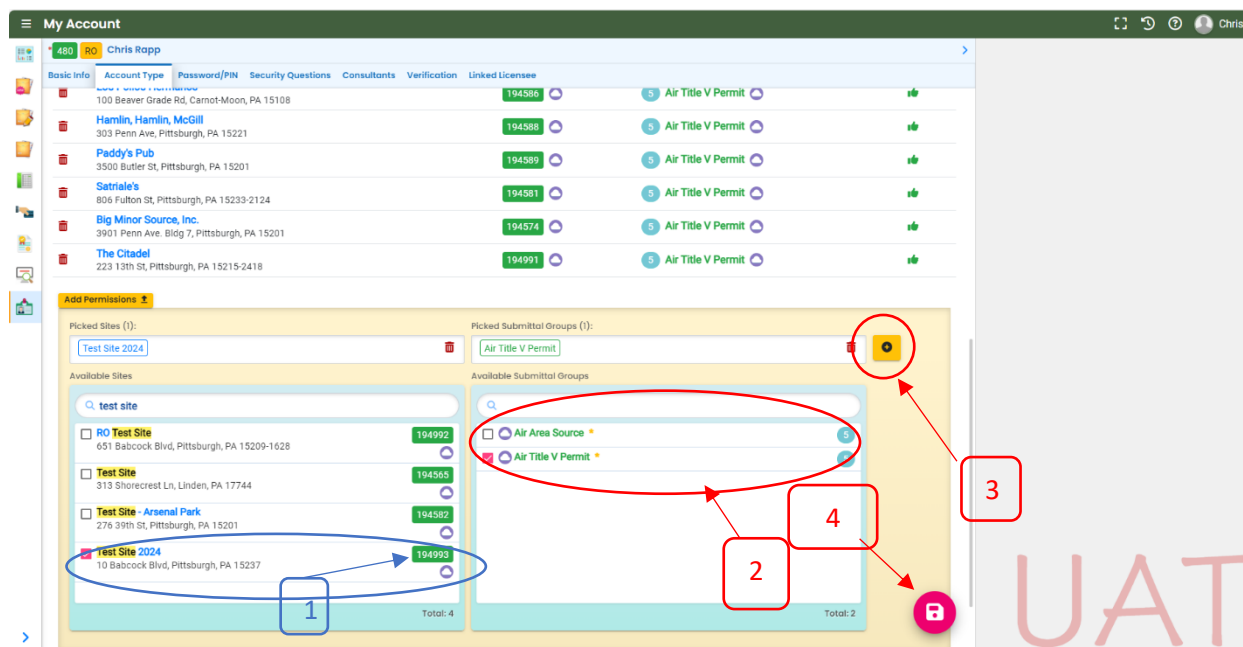 My Account
Chris
* 480 RO Chris Rapp
Basic Info Account Type Password/PIN Security Questions Consultants Verification Linked Licensee
100 Beaver Grade Rd, Carnot-Moon, PA 15108
194586 5 Air Title V Permit
Hamlin, Hamlin, McGill
303 Penn Ave, Pittsburgh, PA 15221
194588 5 Air Title V Permit
Paddy's Pub
3500 Butler St, Pittsburgh, PA 15201
194589 5 Air Title V Permit
Satriale's
806 Fulton St, Pittsburgh, PA 15233-2124
194581 5 Air Title V Permit
Big Minor Source, Inc.
3901 Penn Ave. Bldg 7, Pittsburgh, PA 15201
194574 5 Air Title V Permit
The Citadel
223 13th St, Pittsburgh, PA 15215-2418
194991 5 Air Title V Permit
Add Permissions
Picked Sites (1):
Test Site 2024
Available Sites
test site
RO Test Site 194992
651 Babcock Blvd, Pittsburgh, PA 15209-1628
Test Site 194565
313 Shorecrest Ln, Linden, PA 17744
Test Site - Arsenal Park 194582
276 39th St, Pittsburgh, PA 15201
Test Site 2024 194993
10 Babcock Blvd, Pittsburgh, PA 15237
Total: 4
Picked Submittal Groups (1):
Air Title V Permit
Available Submittal Groups
Air Area Source * 5
Air Title V Permit *
Total: 2
1
2
3
4
UAT